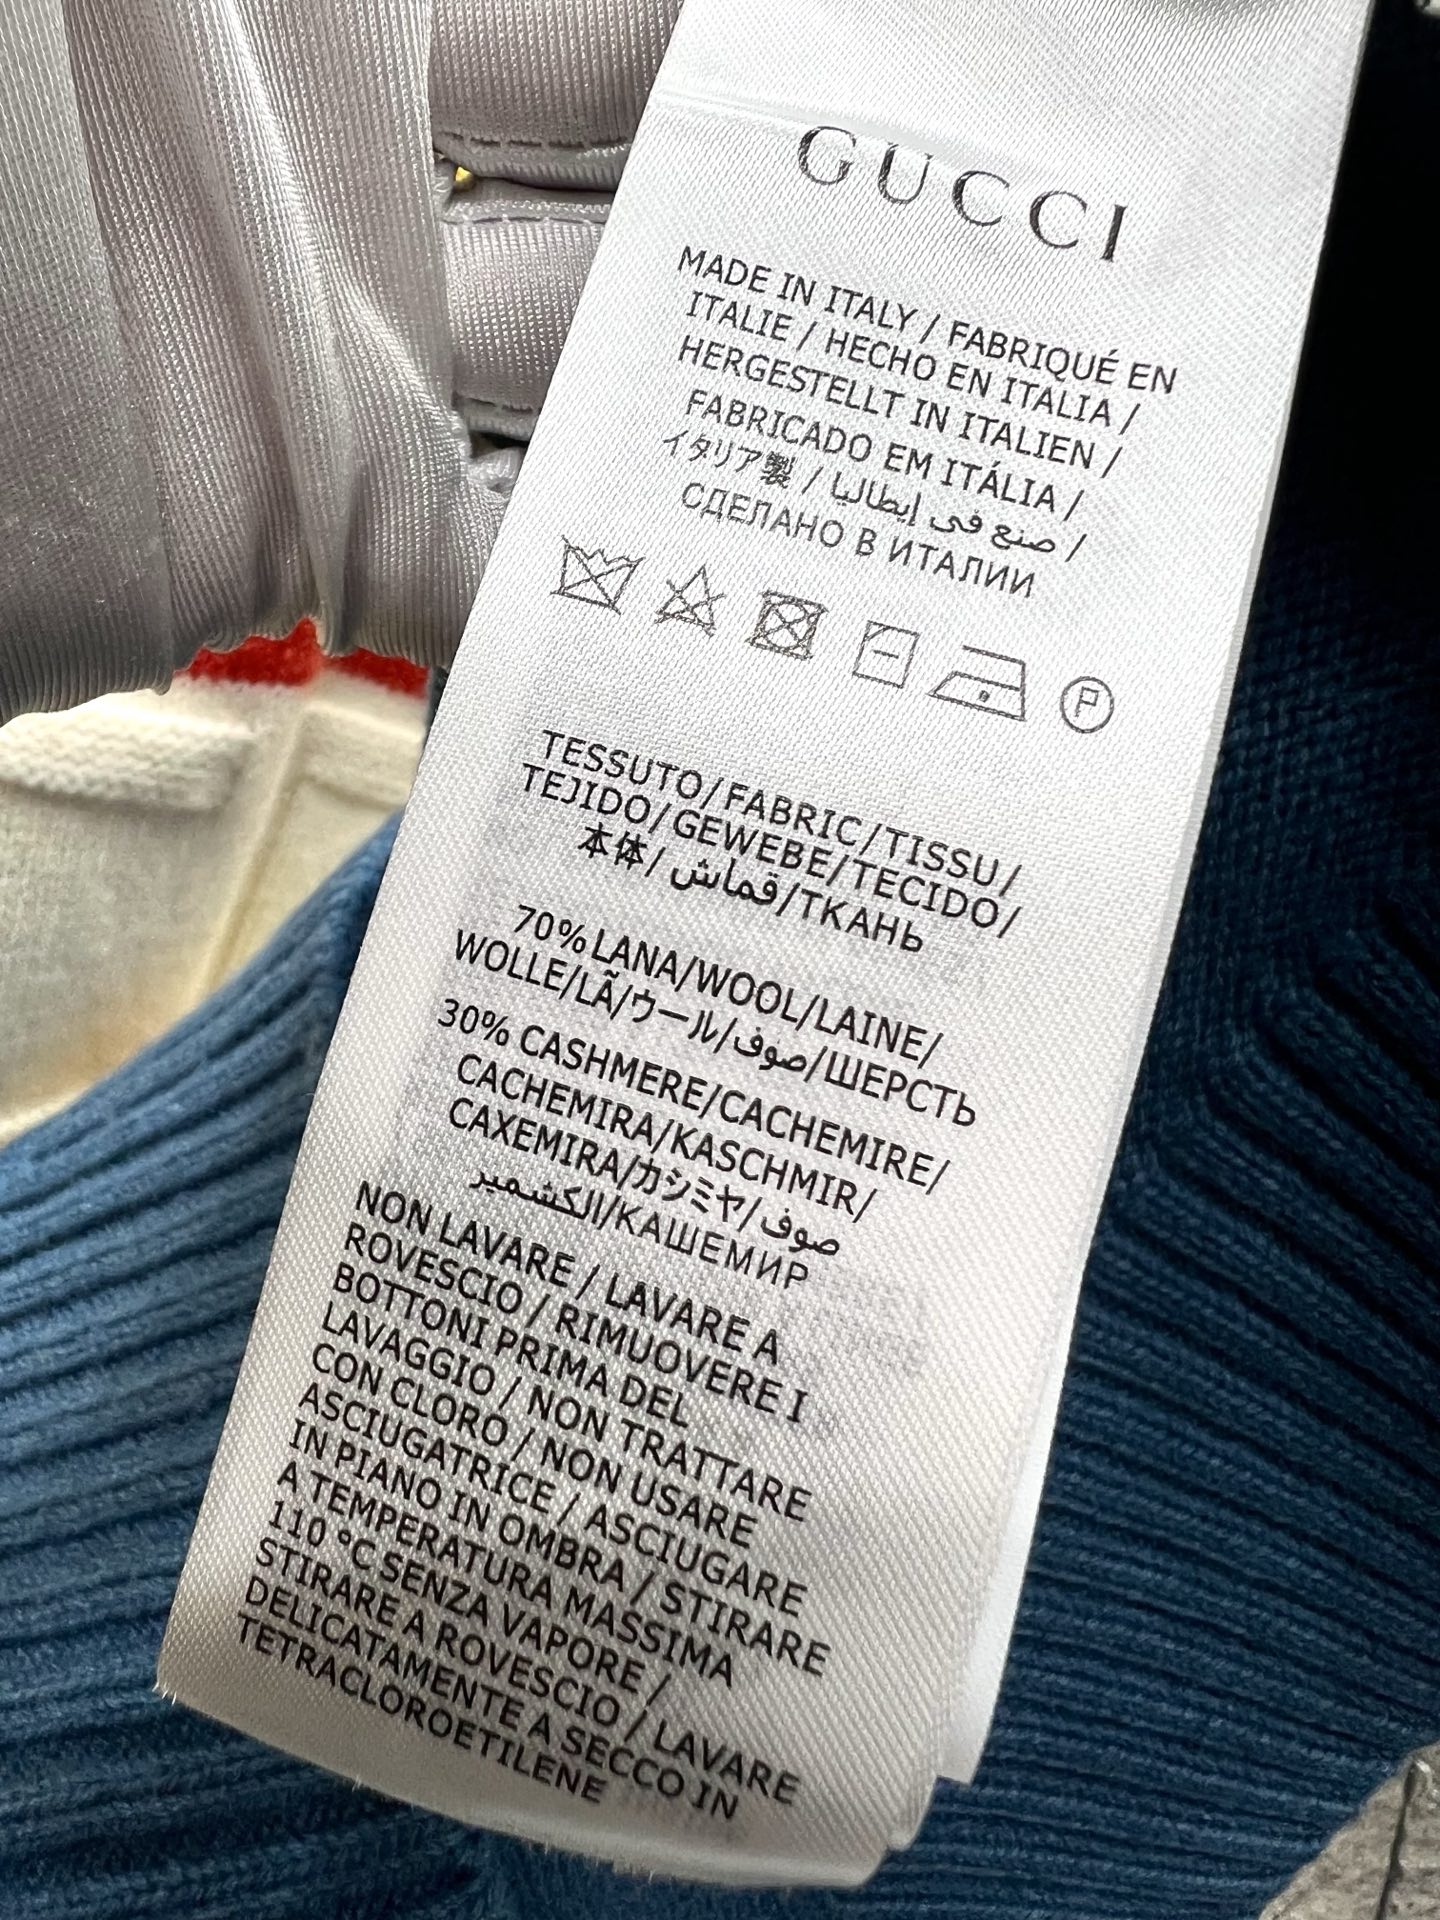 GUCCI
MADE IN ITALY / FABRIQUÉ EN
ITALIE / HECHO EN ITALIA /
HERGESTELLT IN ITALIEN /
FABRICADO EM ITÁLIA /
イタリア製 / صنع في إيطاليا /
СДЕЛАНО В ИТАЛИИ
P
TESSUTO/FABRIC/TISSU/
TEJIDO/GEWEBE/TECIDO/
本体/قماش/ТКАНЬ
70%LANA/WOOL/LAINE/
WOLLE/LÃ/ウール/صوف/ШЕРСТЬ
30% CASHMERE/CACHEMIRE/
CACHEMIRA/KASCHMIR/
CAXEMIRA/カシミヤ/صوف
الكشمير/КАШЕМИР
NON LAVARE / LAVARE A
ROVESCIO / RIMUOVERE I
BOTTONI PRIMA DEL
LAVAGGIO / NON TRATTARE
CON CLORO / NON USARE
ASCIUGATRICE / ASCIUGARE
IN PIANO IN OMBRA / STIRARE
A TEMPERATURA MASSIMA
110 °C SENZA VAPORE /
STIRARE A ROVESCIO / LAVARE
DELICATAMENTE A SECCO IN
TETRACLOROETILENE